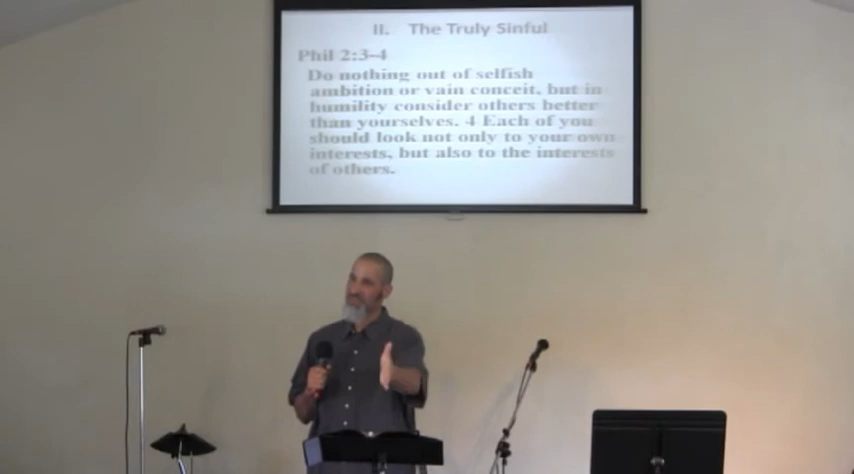 II. The Truly Sinful
Phil 2:3-4
Do nothing out of selfish
ambition or vain conceit, but in
humility consider others better
than yourselves. 4 Each of you
should look not only to your own
interests, but also to the interests
of others.